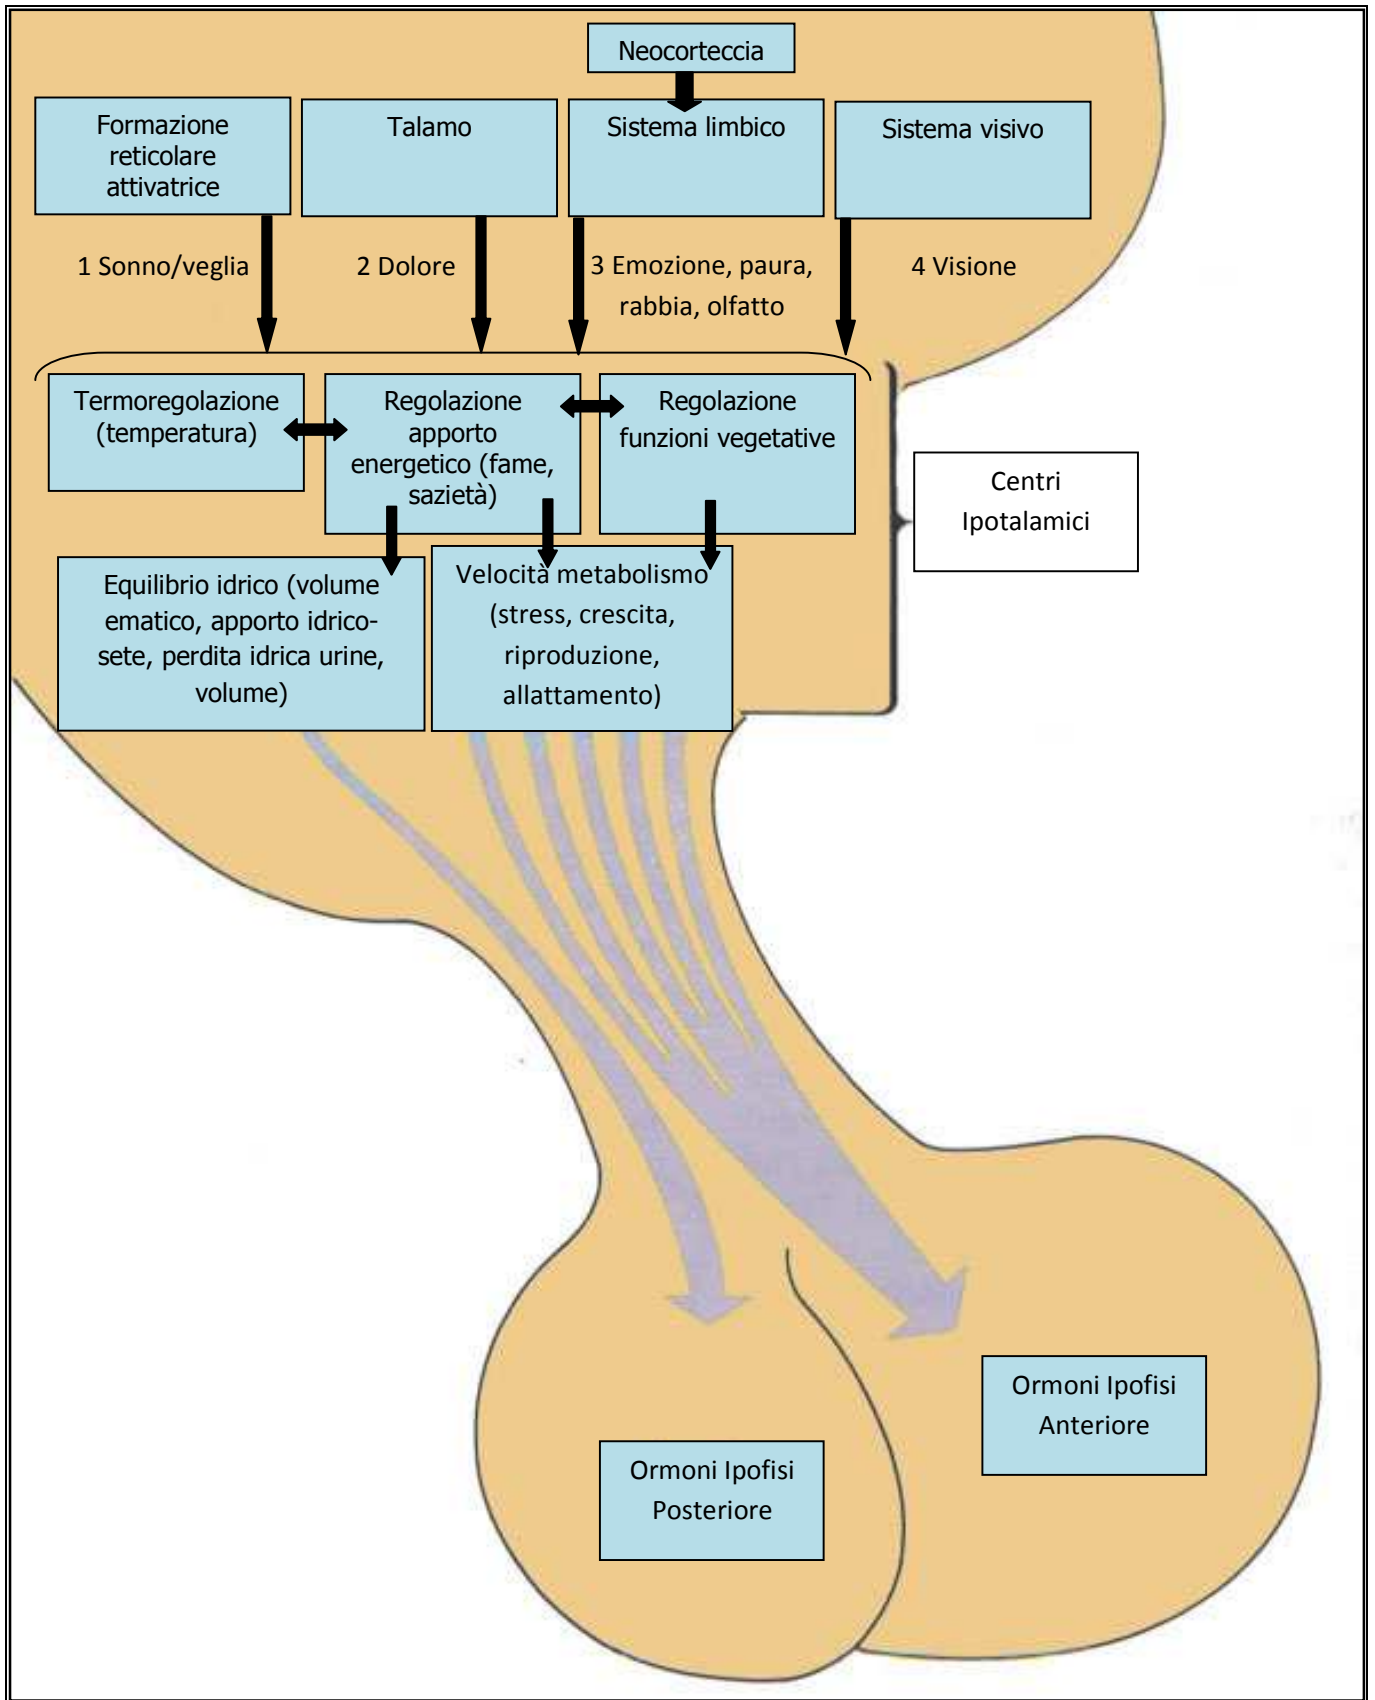 Neocorteccia
Formazione
reticolare
attivatrice
Talamo
Sistema limbico
Sistema visivo
1 Sonno/veglia
2 Dolore
3 Emozione, paura,
rabbia, olfatto
4 Visione
Termoregolazione
(temperatura)
Regolazione
apporto
energetico (fame,
sazietà)
Regolazione
funzioni vegetative
Centri
Ipotalamici
Equilibrio idrico (volume
ematico, apporto idrico-
sete, perdita idrica urine,
volume)
Velocità metabolismo
(stress, crescita,
riproduzione,
allattamento)
Ormoni Ipofisi
Anteriore
Ormoni Ipofisi
Posteriore